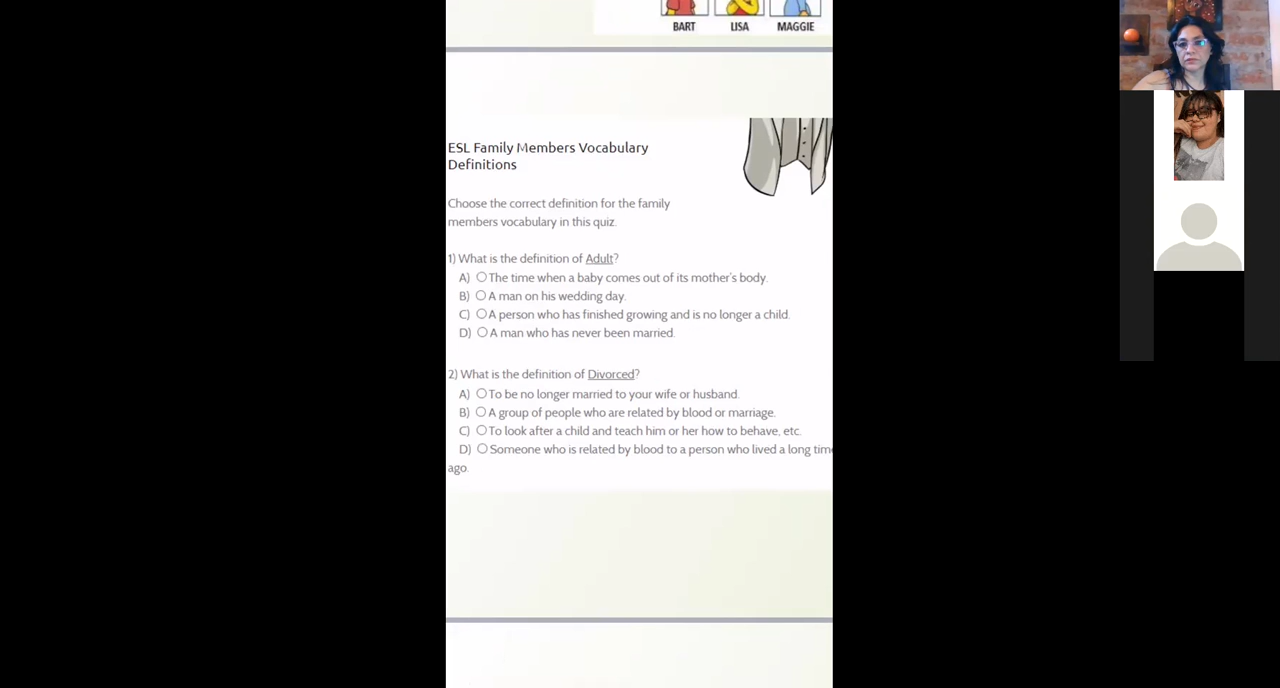 BART LISA MAGGIE
ESL Family Members Vocabulary
Definitions
Choose the correct definition for the family
members vocabulary in this quiz.
1) What is the definition of Adult?
A) The time when a baby comes out of its mother's body.
B) A man on his wedding day.
C) A person who has finished growing and is no longer a child.
D) A man who has never been married.
2) What is the definition of Divorced?
A) To be no longer married to your wife or husband.
B) A group of people who are related by blood or marriage.
C) To look after a child and teach him or her how to behave, etc.
D) Someone who is related by blood to a person who lived a long time
ago.